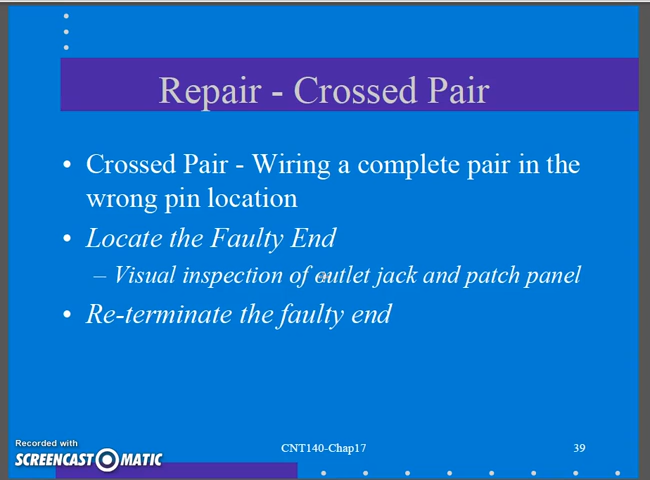 Repair - Crossed Pair
• Crossed Pair - Wiring a complete pair in the
wrong pin location
• Locate the Faulty End
– Visual inspection of outlet jack and patch panel
• Re-terminate the faulty end
Recorded with
SCREENCAST-O-MATIC
CNT140-Chap17
39